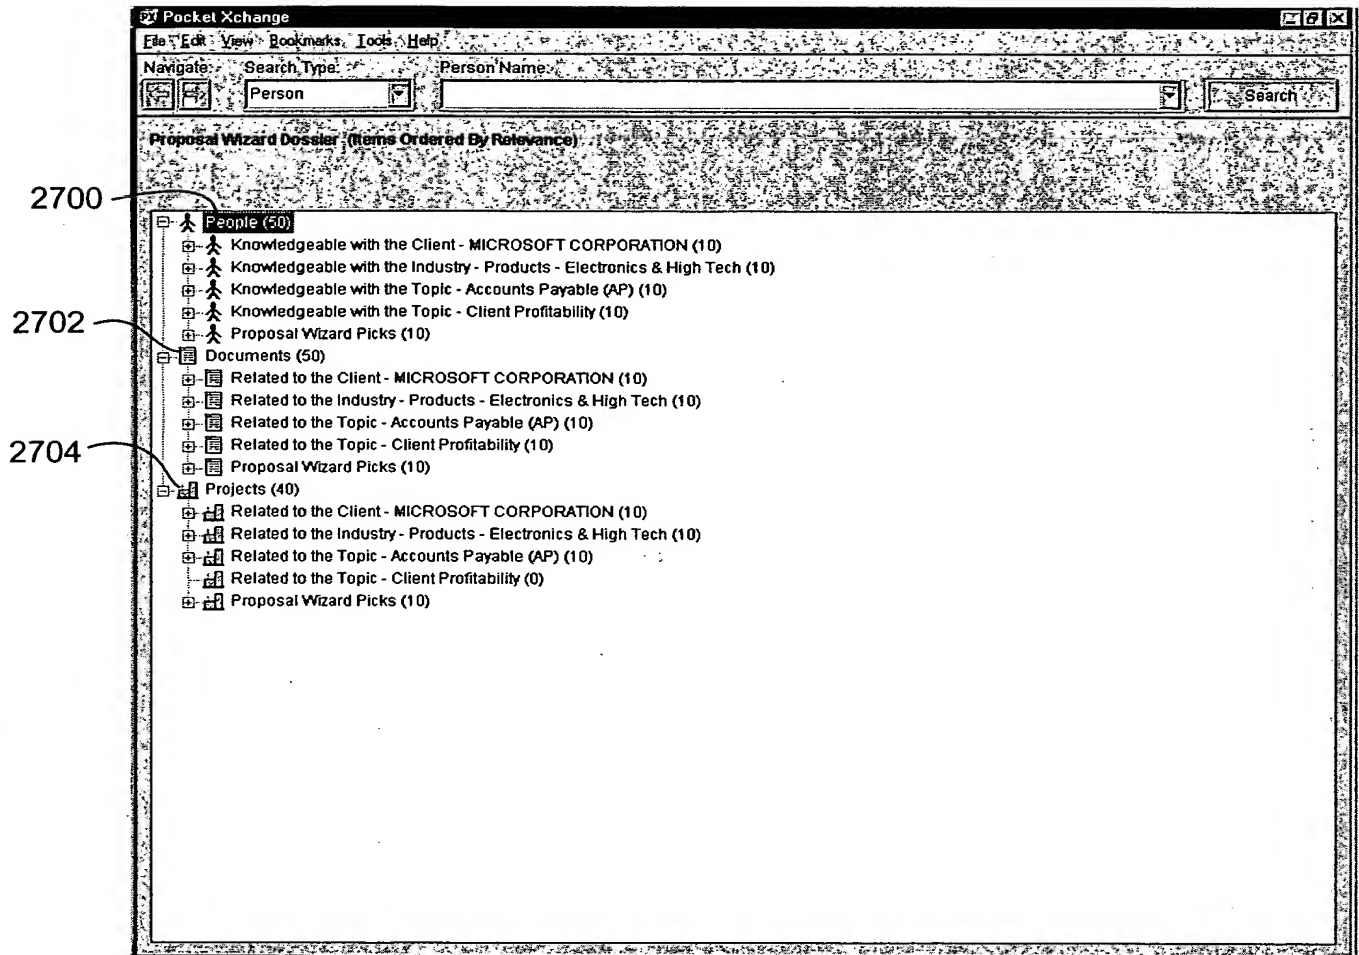 PX Pocket Xchange
File Edit View Bookmarks Tools Help
Navigate: Search Type: Person Name:
Person Search
Proposal Wizard Dossier (Items Ordered By Relevance)
2700
People (50)
Knowledgeable with the Client - MICROSOFT CORPORATION (10)
Knowledgeable with the Industry - Products - Electronics & High Tech (10)
Knowledgeable with the Topic - Accounts Payable (AP) (10)
Knowledgeable with the Topic - Client Profitability (10)
2702
Proposal Wizard Picks (10)
Documents (50)
Related to the Client - MICROSOFT CORPORATION (10)
Related to the Industry - Products - Electronics & High Tech (10)
Related to the Topic - Accounts Payable (AP) (10)
Related to the Topic - Client Profitability (10)
2704
Proposal Wizard Picks (10)
Projects (40)
Related to the Client - MICROSOFT CORPORATION (10)
Related to the Industry - Products - Electronics & High Tech (10)
Related to the Topic - Accounts Payable (AP) (10)
Related to the Topic - Client Profitability (0)
Proposal Wizard Picks (10)